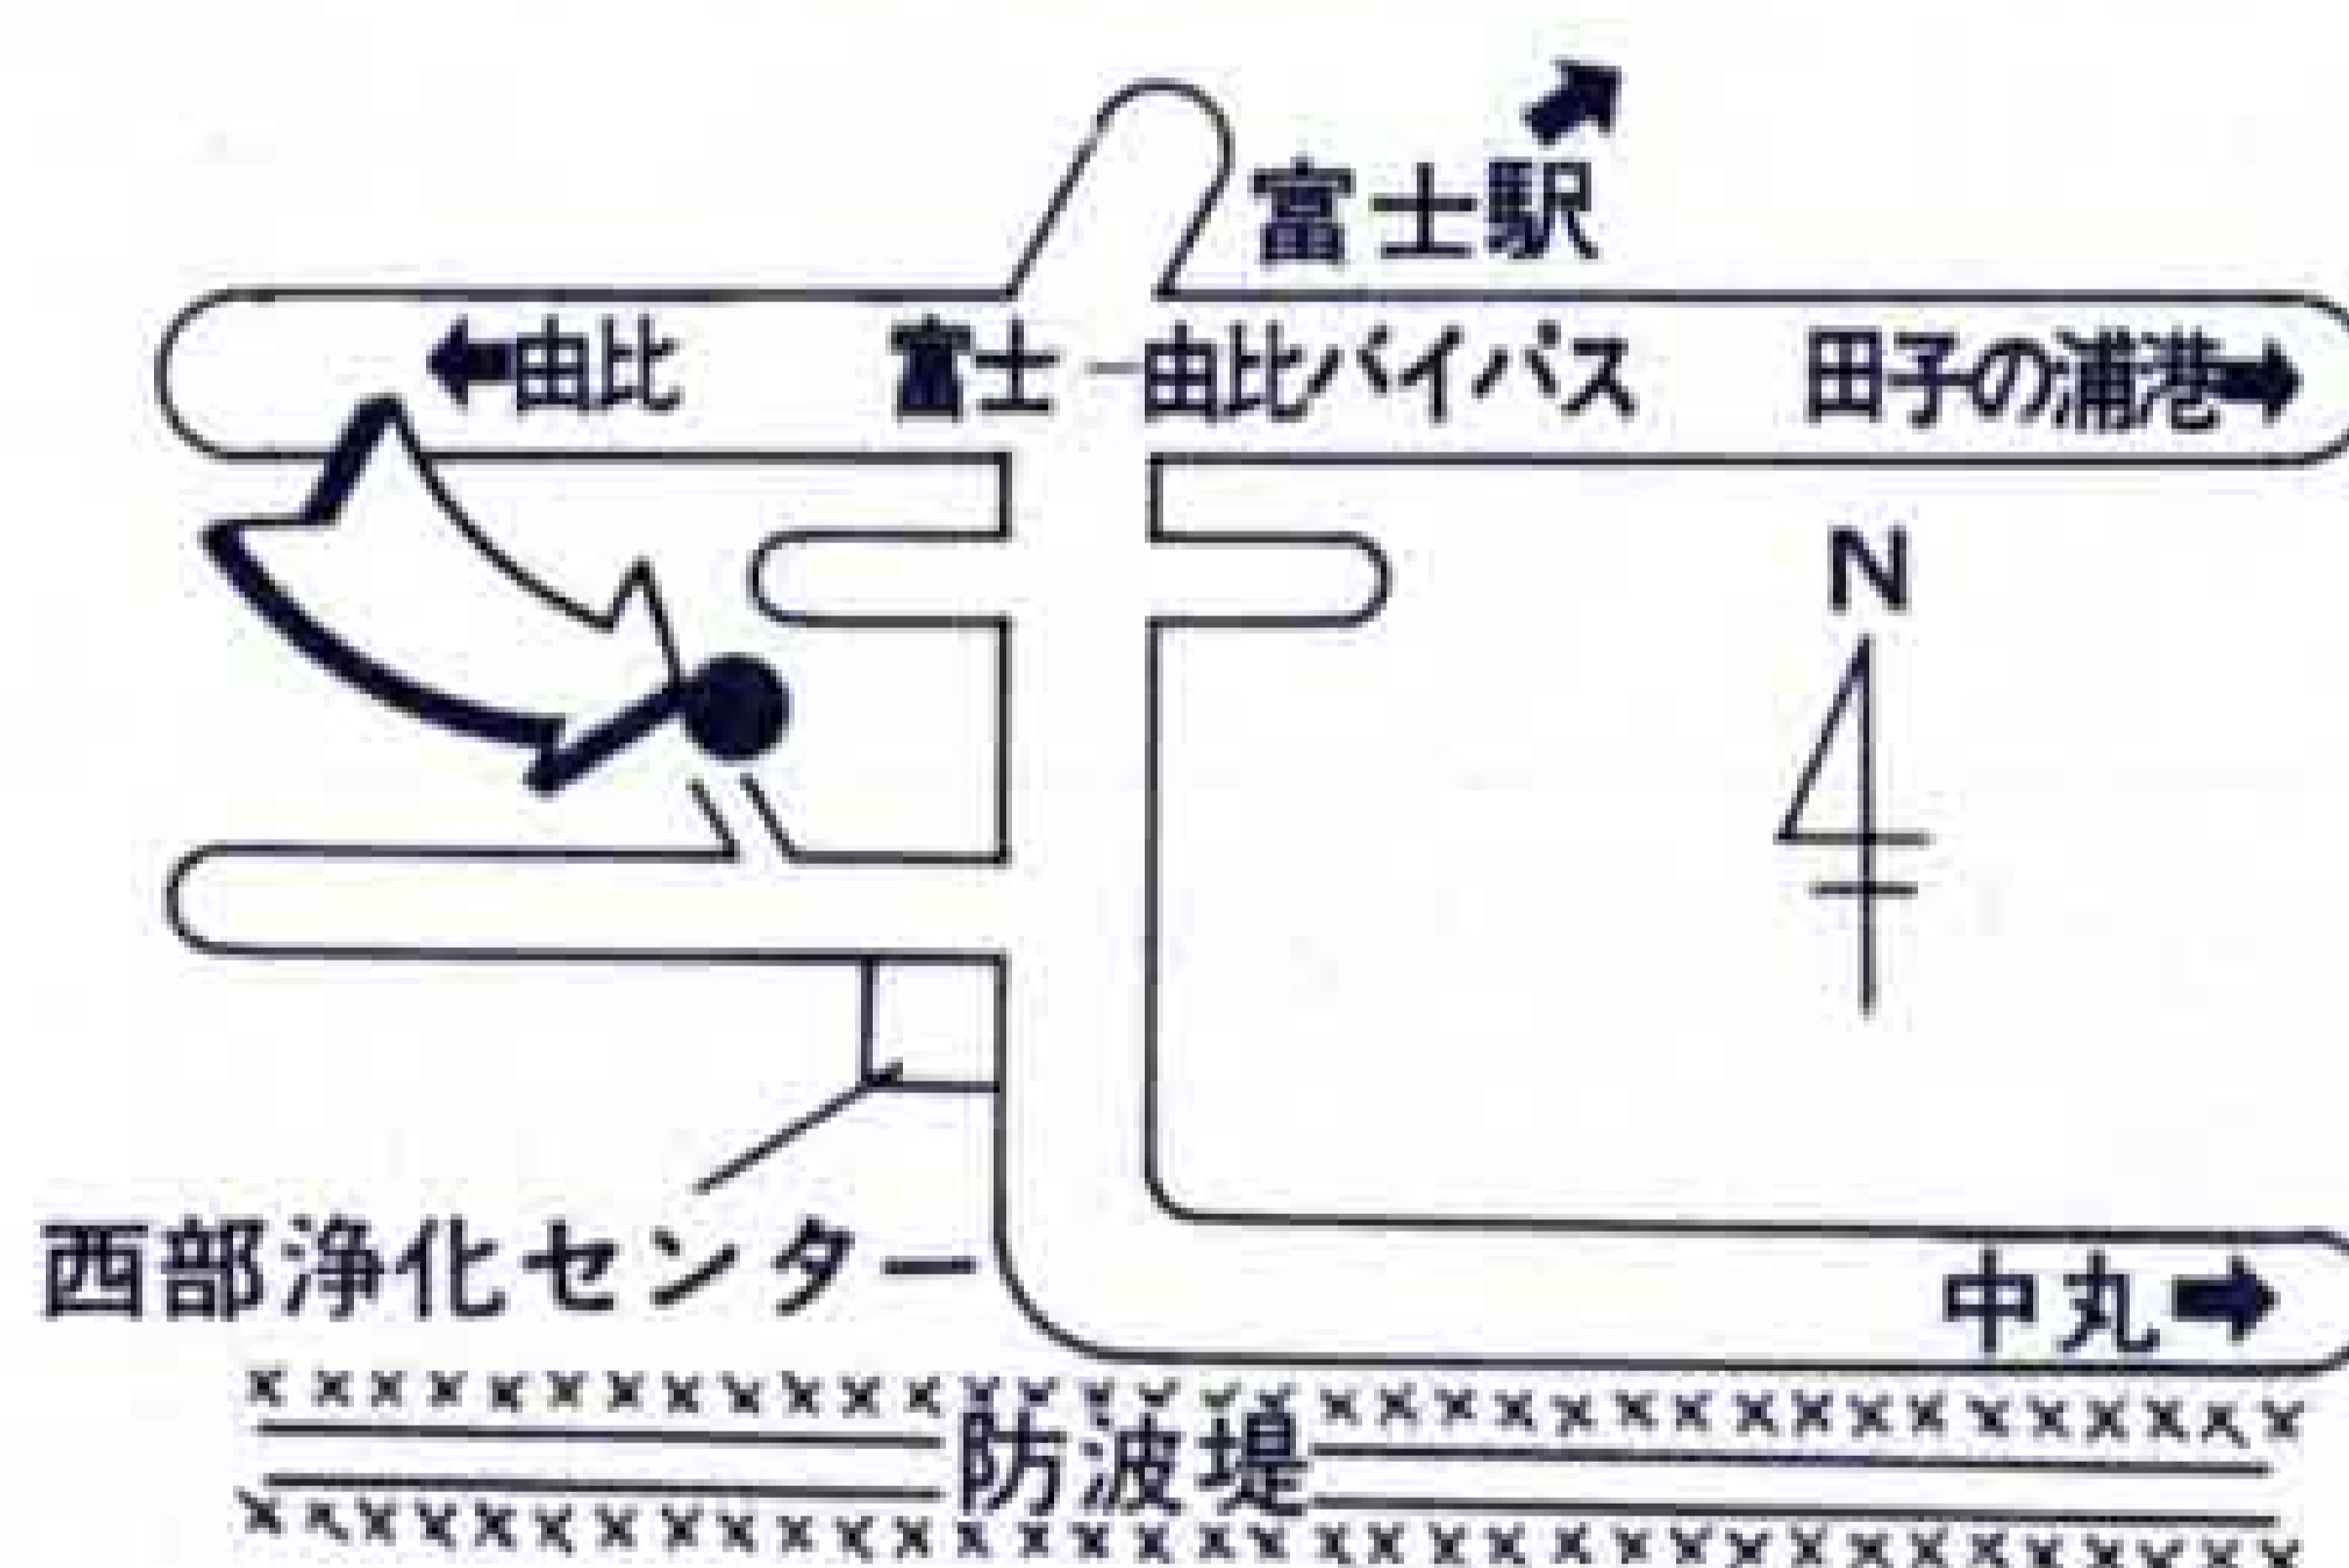 富士駅
由比
富士ー由比バイパス
田子の浦港
N
西部浄化センター
中丸
防波堤